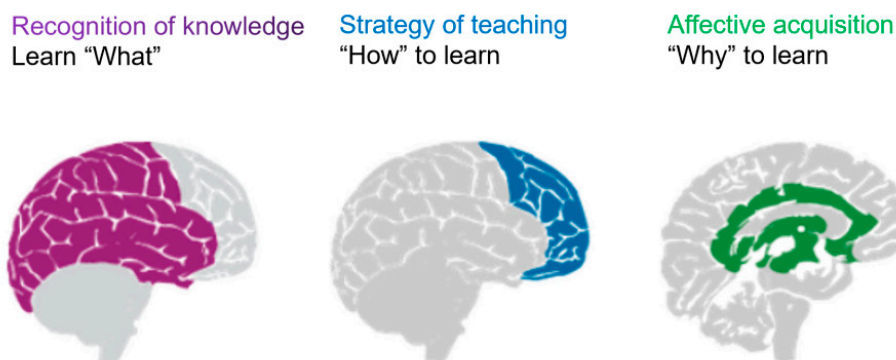 Recognition of knowledge
Learn “What”
Strategy of teaching
“How” to learn
Affective acquisition
“Why” to learn